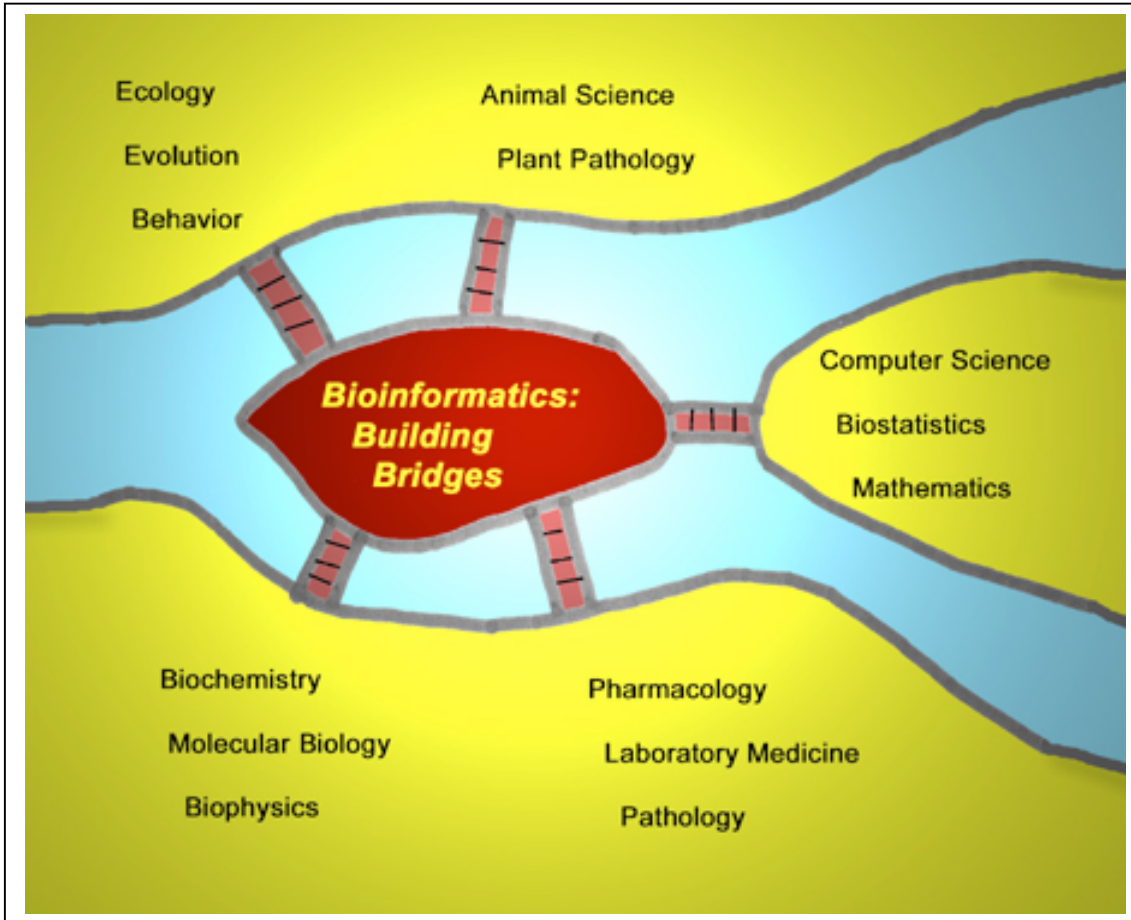 Ecology
Evolution
Behavior
Animal Science
Plant Pathology
Computer Science
Biostatistics
Mathematics
Bioinformatics:
Building
Bridges
Biochemistry
Molecular Biology
Biophysics
Pharmacology
Laboratory Medicine
Pathology